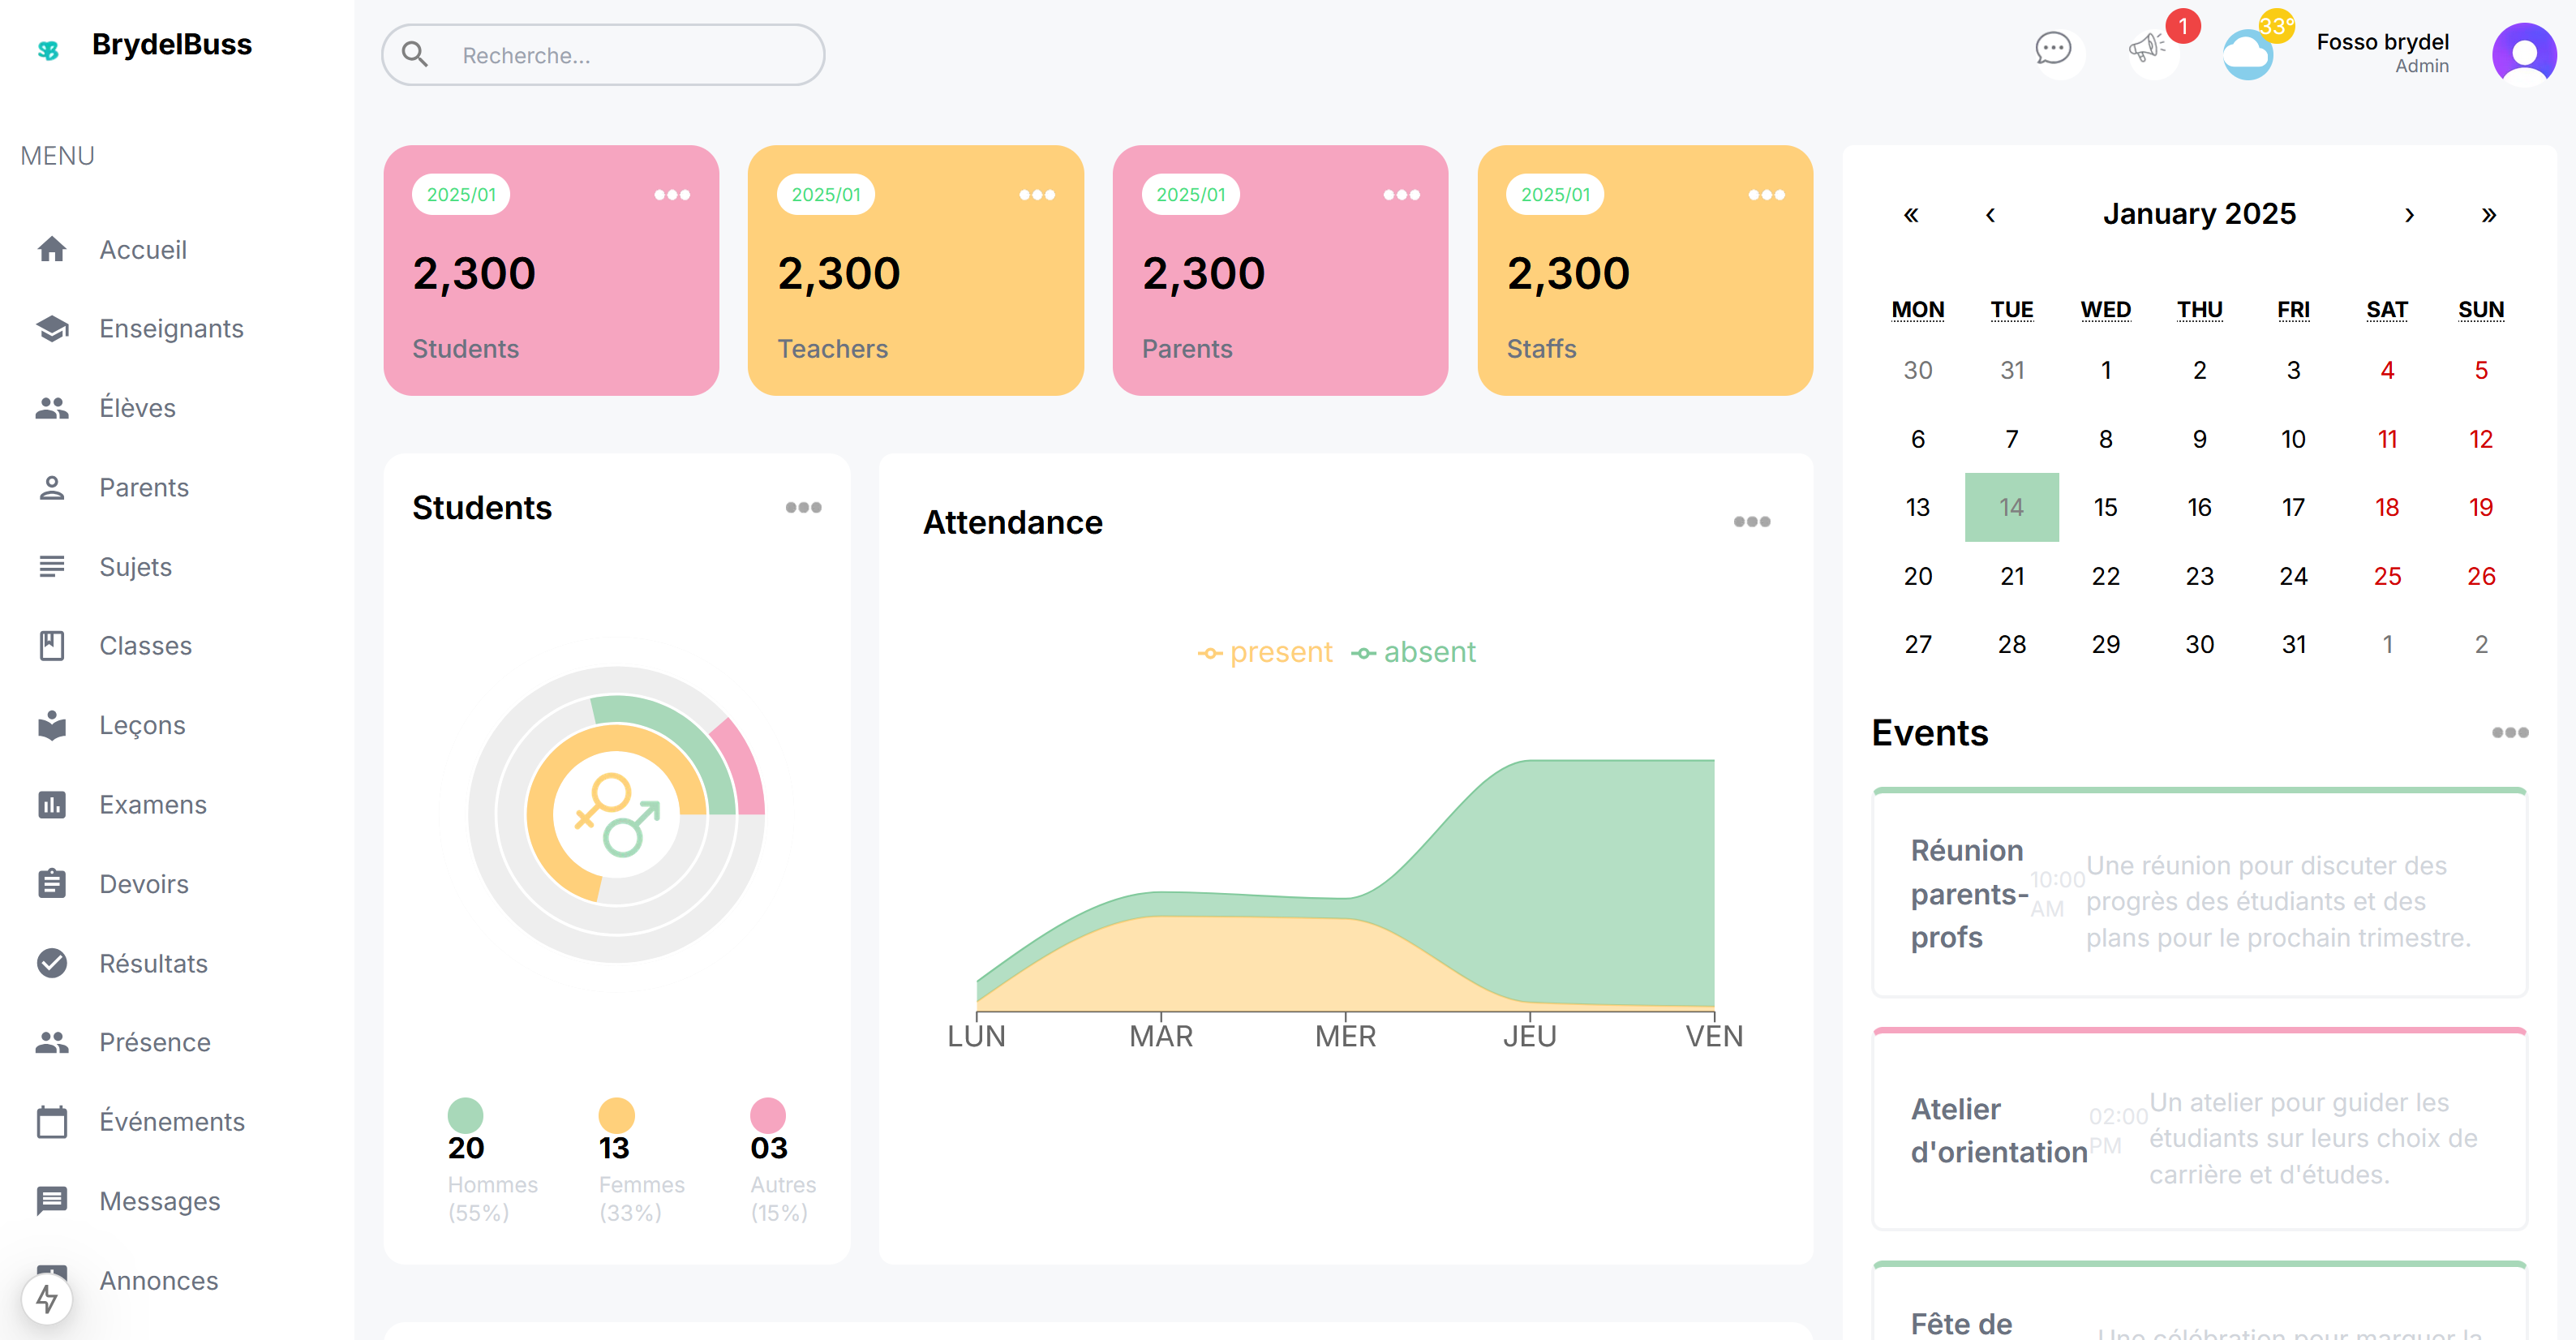 BrydelBuss
MENU
Accueil
Enseignants
Élèves
Parents
Sujets
Classes
Leçons
Examens
Devoirs
Résultats
Présence
Événements
Messages
Annonces
Recherche...
1
33°
Fosso brydel
Admin
2025/01
2,300
Students
2025/01
2,300
Teachers
2025/01
2,300
Parents
2025/01
2,300
Staffs
Students
20
Hommes
(55%)
13
Femmes
(33%)
03
Autres
(15%)
Attendance
present absent
LUN MAR MER JEU VEN
« ‹ January 2025 › »
MON TUE WED THU FRI SAT SUN
30 31 1 2 3 4 5
6 7 8 9 10 11 12
13 14 15 16 17 18 19
20 21 22 23 24 25 26
27 28 29 30 31 1 2
Events
Réunion
parents-
profs
10:00
AM
Une réunion pour discuter des
progrès des étudiants et des
plans pour le prochain trimestre.
Atelier
d'orientation
02:00
PM
Un atelier pour guider les
étudiants sur leurs choix de
carrière et d'études.
Fête de
Une célébration pour marquer la